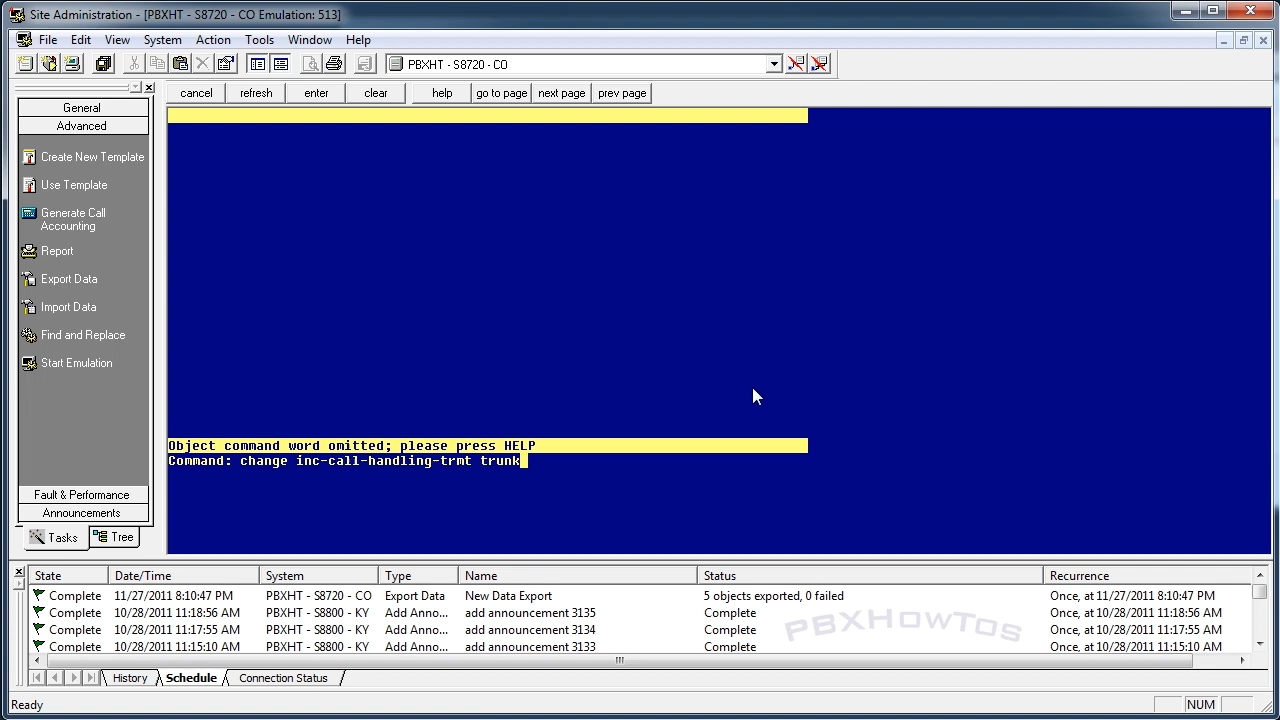 Site Administration - [PBXHT - S8720 - CO Emulation: 513]
File Edit View System Action Tools Window Help
PBXHT - S8720 - CO
cancel refresh enter clear help go to page next page prev page
General
Advanced
Create New Template
Use Template
Generate Call
Accounting
Report
Export Data
Import Data
Find and Replace
Start Emulation
Fault & Performance
Announcements
Tasks Tree
Object command word omitted; please press HELP
Command: change inc-call-handling-trmt trunk
State Date/Time System Type Name Status Recurrence
Complete 11/27/2011 8:10:47 PM PBXHT - S8720 - CO Export Data New Data Export 5 objects exported, 0 failed Once, at 11/27/2011 8:10:47 PM
Complete 10/28/2011 11:18:56 AM PBXHT - S8800 - KY Add Anno... add announcement 3135 Complete Once, at 10/28/2011 11:18:56 AM
Complete 10/28/2011 11:17:55 AM PBXHT - S8800 - KY Add Anno... add announcement 3134 Complete Once, at 10/28/2011 11:17:55 AM
Complete 10/28/2011 11:15:10 AM PBXHT - S8800 - KY Add Anno... add announcement 3133 Complete Once, at 10/28/2011 11:15:10 AM
PBXHowTos
History Schedule Connection Status
Ready NUM